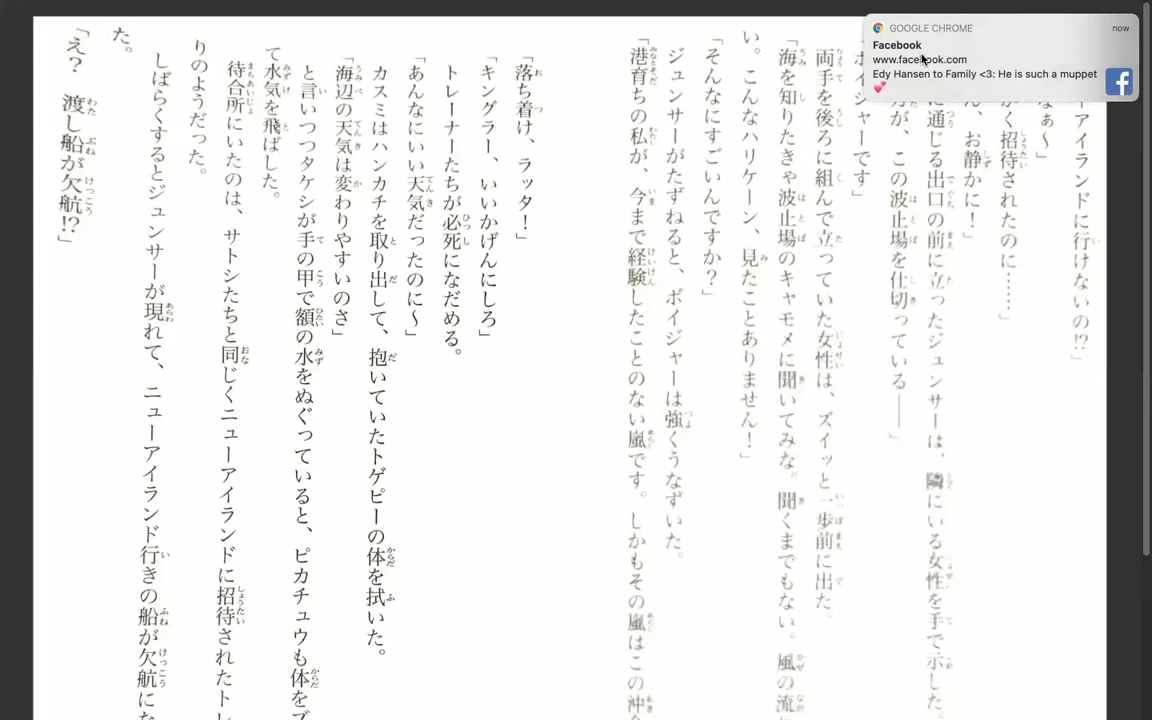 GOOGLE CHROME
now
Facebook
www.facebook.com
Edy Hansen to Family <3: He is such a muppet
💕
ーアイランドに行けないの!?」
なぁ～」
かく招待されたのに……」
ん、お静かに！」
に通じる出口の前に立ったジュンサーは、隣にいる女性を手で示した。
が、この波止場を仕切っている――」
ボイジャーです」
両手を後ろに組んで立っていた女性は、ズイッと一歩前に出た。
「海を知りたきゃ波止場のキャモメに聞いてみな。聞くまでもない。風の流
い。こんなハリケーン、見たことありません！」
「そんなにすごいんですか？」
ジュンサーがたずねると、ボイジャーは強くうなずいた。
「港育ちの私が、今まで経験したことのない嵐です。しかもその嵐はこの沖
「落ち着け、ラッタ！」
「キングラー、いいかげんにしろ」
トレーナーたちが必死になだめる。
「あんなにいい天気だったのに～」
カスミはハンカチを取り出して、抱いていたトゲピーの体を拭いた。
「海辺の天気は変わりやすいのさ」
と言いつつタケシが手の甲で額の水をぬぐっていると、ピカチュウも体をブ
て水気を飛ばした。
待合所にいたのは、サトシたちと同じくニューアイランドに招待されたトレ
りのようだった。
しばらくするとジュンサーが現れて、ニューアイランド行きの船が欠航にな
た。
「え？　渡し船が欠航!?」